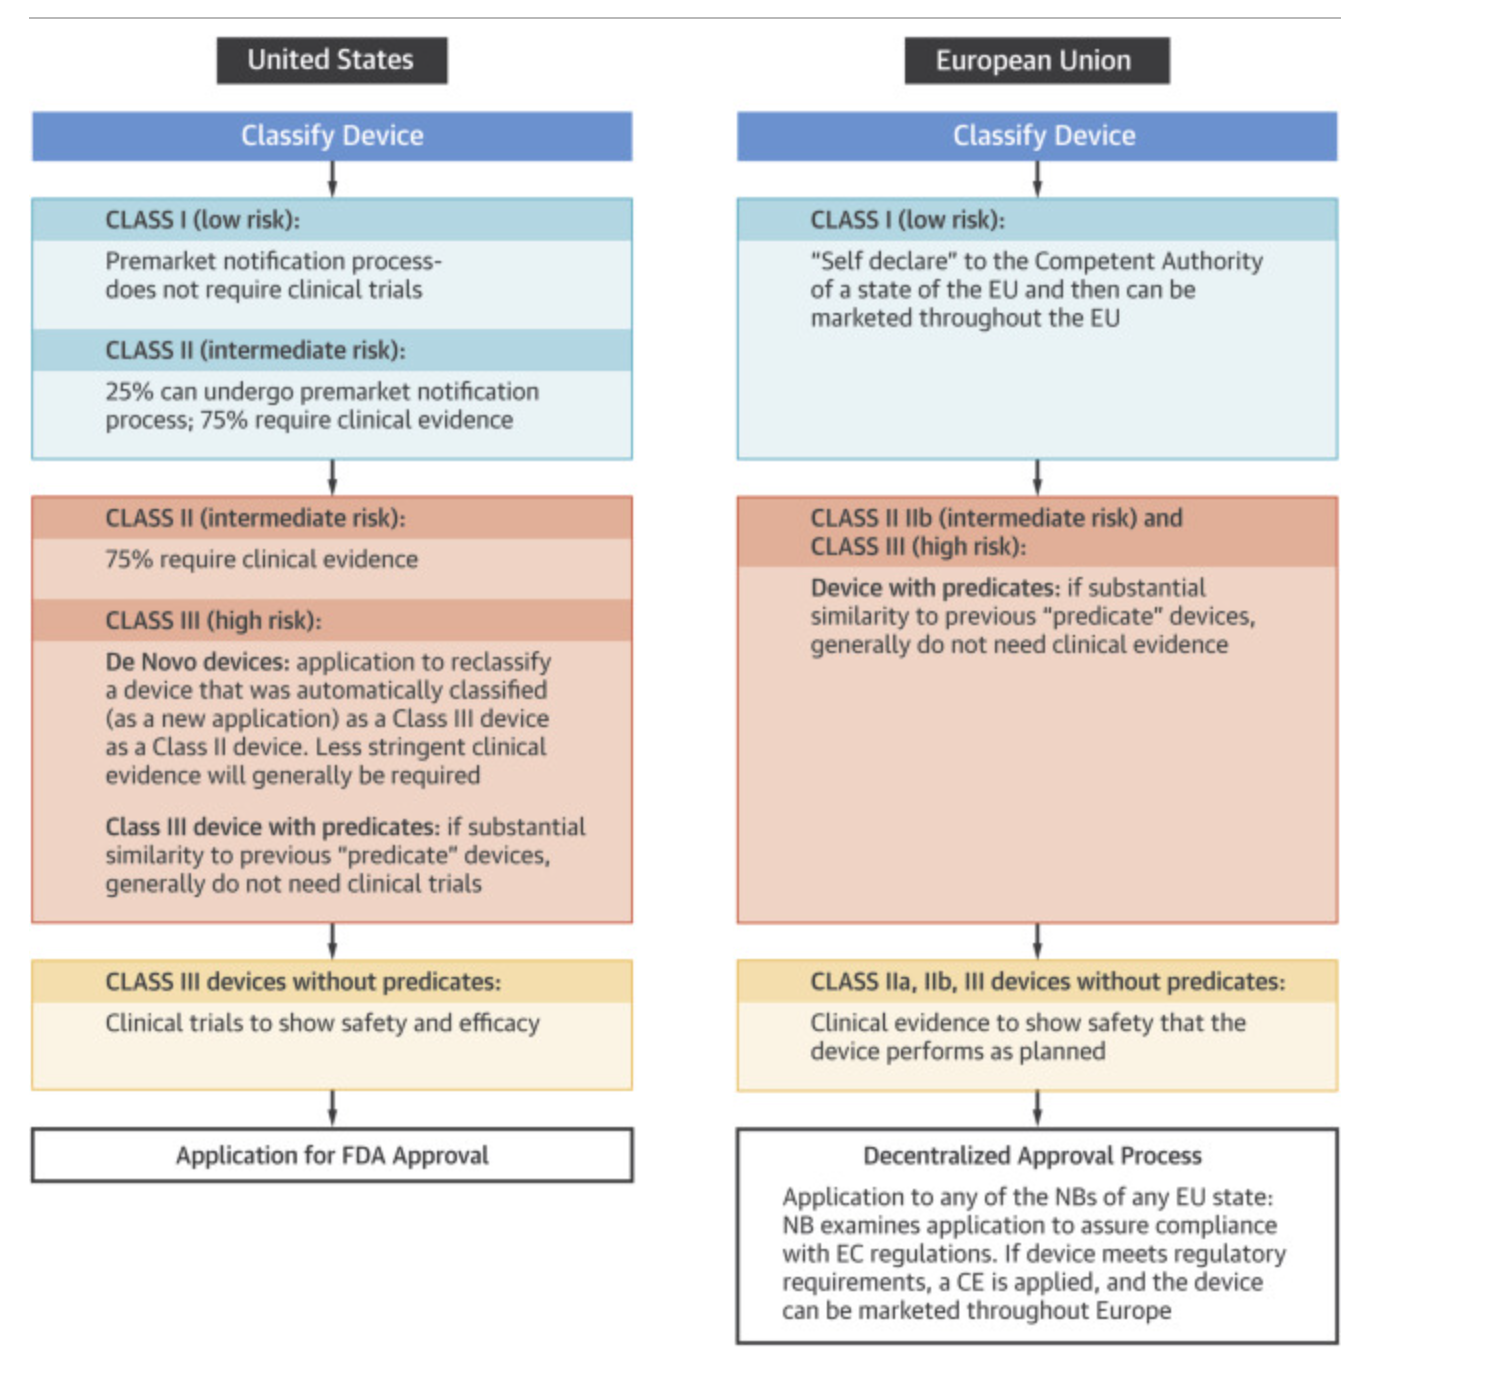 United States
Classify Device
CLASS I (low risk):
Premarket notification process-
does not require clinical trials
CLASS II (intermediate risk):
25% can undergo premarket notification
process; 75% require clinical evidence
CLASS II (intermediate risk):
75% require clinical evidence
CLASS III (high risk):
De Novo devices: application to reclassify
a device that was automatically classified
(as a new application) as a Class III device
as a Class II device. Less stringent clinical
evidence will generally be required
Class III device with predicates: if substantial
similarity to previous “predicate” devices,
generally do not need clinical trials
CLASS III devices without predicates:
Clinical trials to show safety and efficacy
Application for FDA Approval
European Union
Classify Device
CLASS I (low risk):
“Self declare” to the Competent Authority
of a state of the EU and then can be
marketed throughout the EU
CLASS II IIb (intermediate risk) and
CLASS III (high risk):
Device with predicates: if substantial
similarity to previous “predicate” devices,
generally do not need clinical evidence
CLASS IIa, IIb, III devices without predicates:
Clinical evidence to show safety that the
device performs as planned
Decentralized Approval Process
Application to any of the NBs of any EU state:
NB examines application to assure compliance
with EC regulations. If device meets regulatory
requirements, a CE is applied, and the device
can be marketed throughout Europe